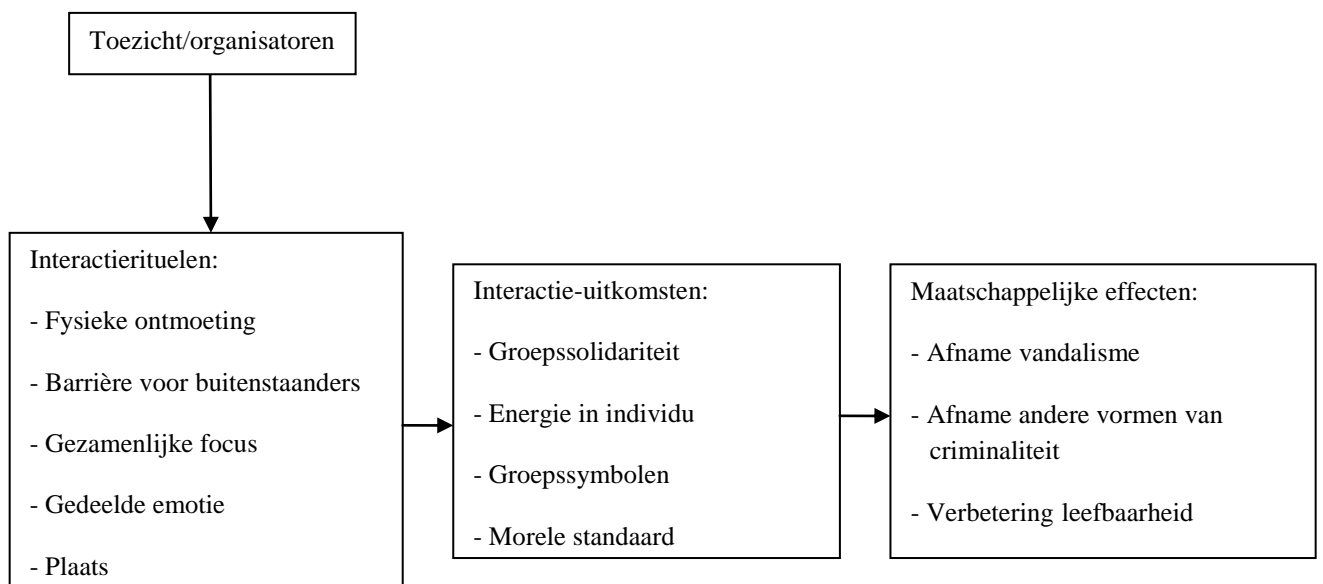 Toezicht/organisatoren
Interactierituelen:
- Fysieke ontmoeting
- Barrière voor buitenstaanders
- Gezamenlijke focus
- Gedeelde emotie
- Plaats
Interactie-uitkomsten:
- Groepssolidariteit
- Energie in individu
- Groepssymbolen
- Morele standaard
Maatschappelijke effecten:
- Afname vandalisme
- Afname andere vormen van
criminaliteit
- Verbetering leefbaarheid